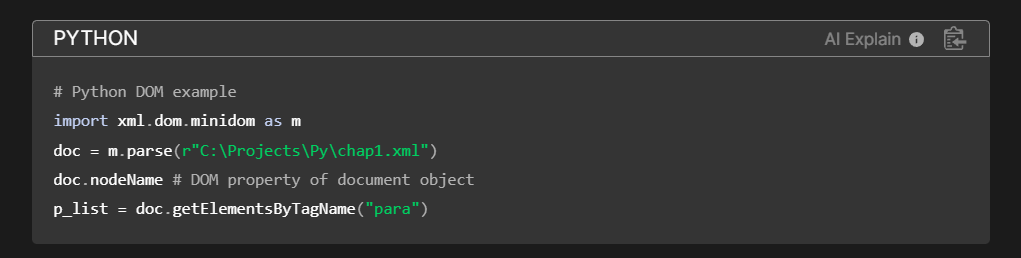 PYTHON
AI Explain
# Python DOM example
import xml.dom.minidom as m
doc = m.parse(r"C:\Projects\Py\chap1.xml")
doc.nodeName # DOM property of document object
p_list = doc.getElementsByTagName("para")